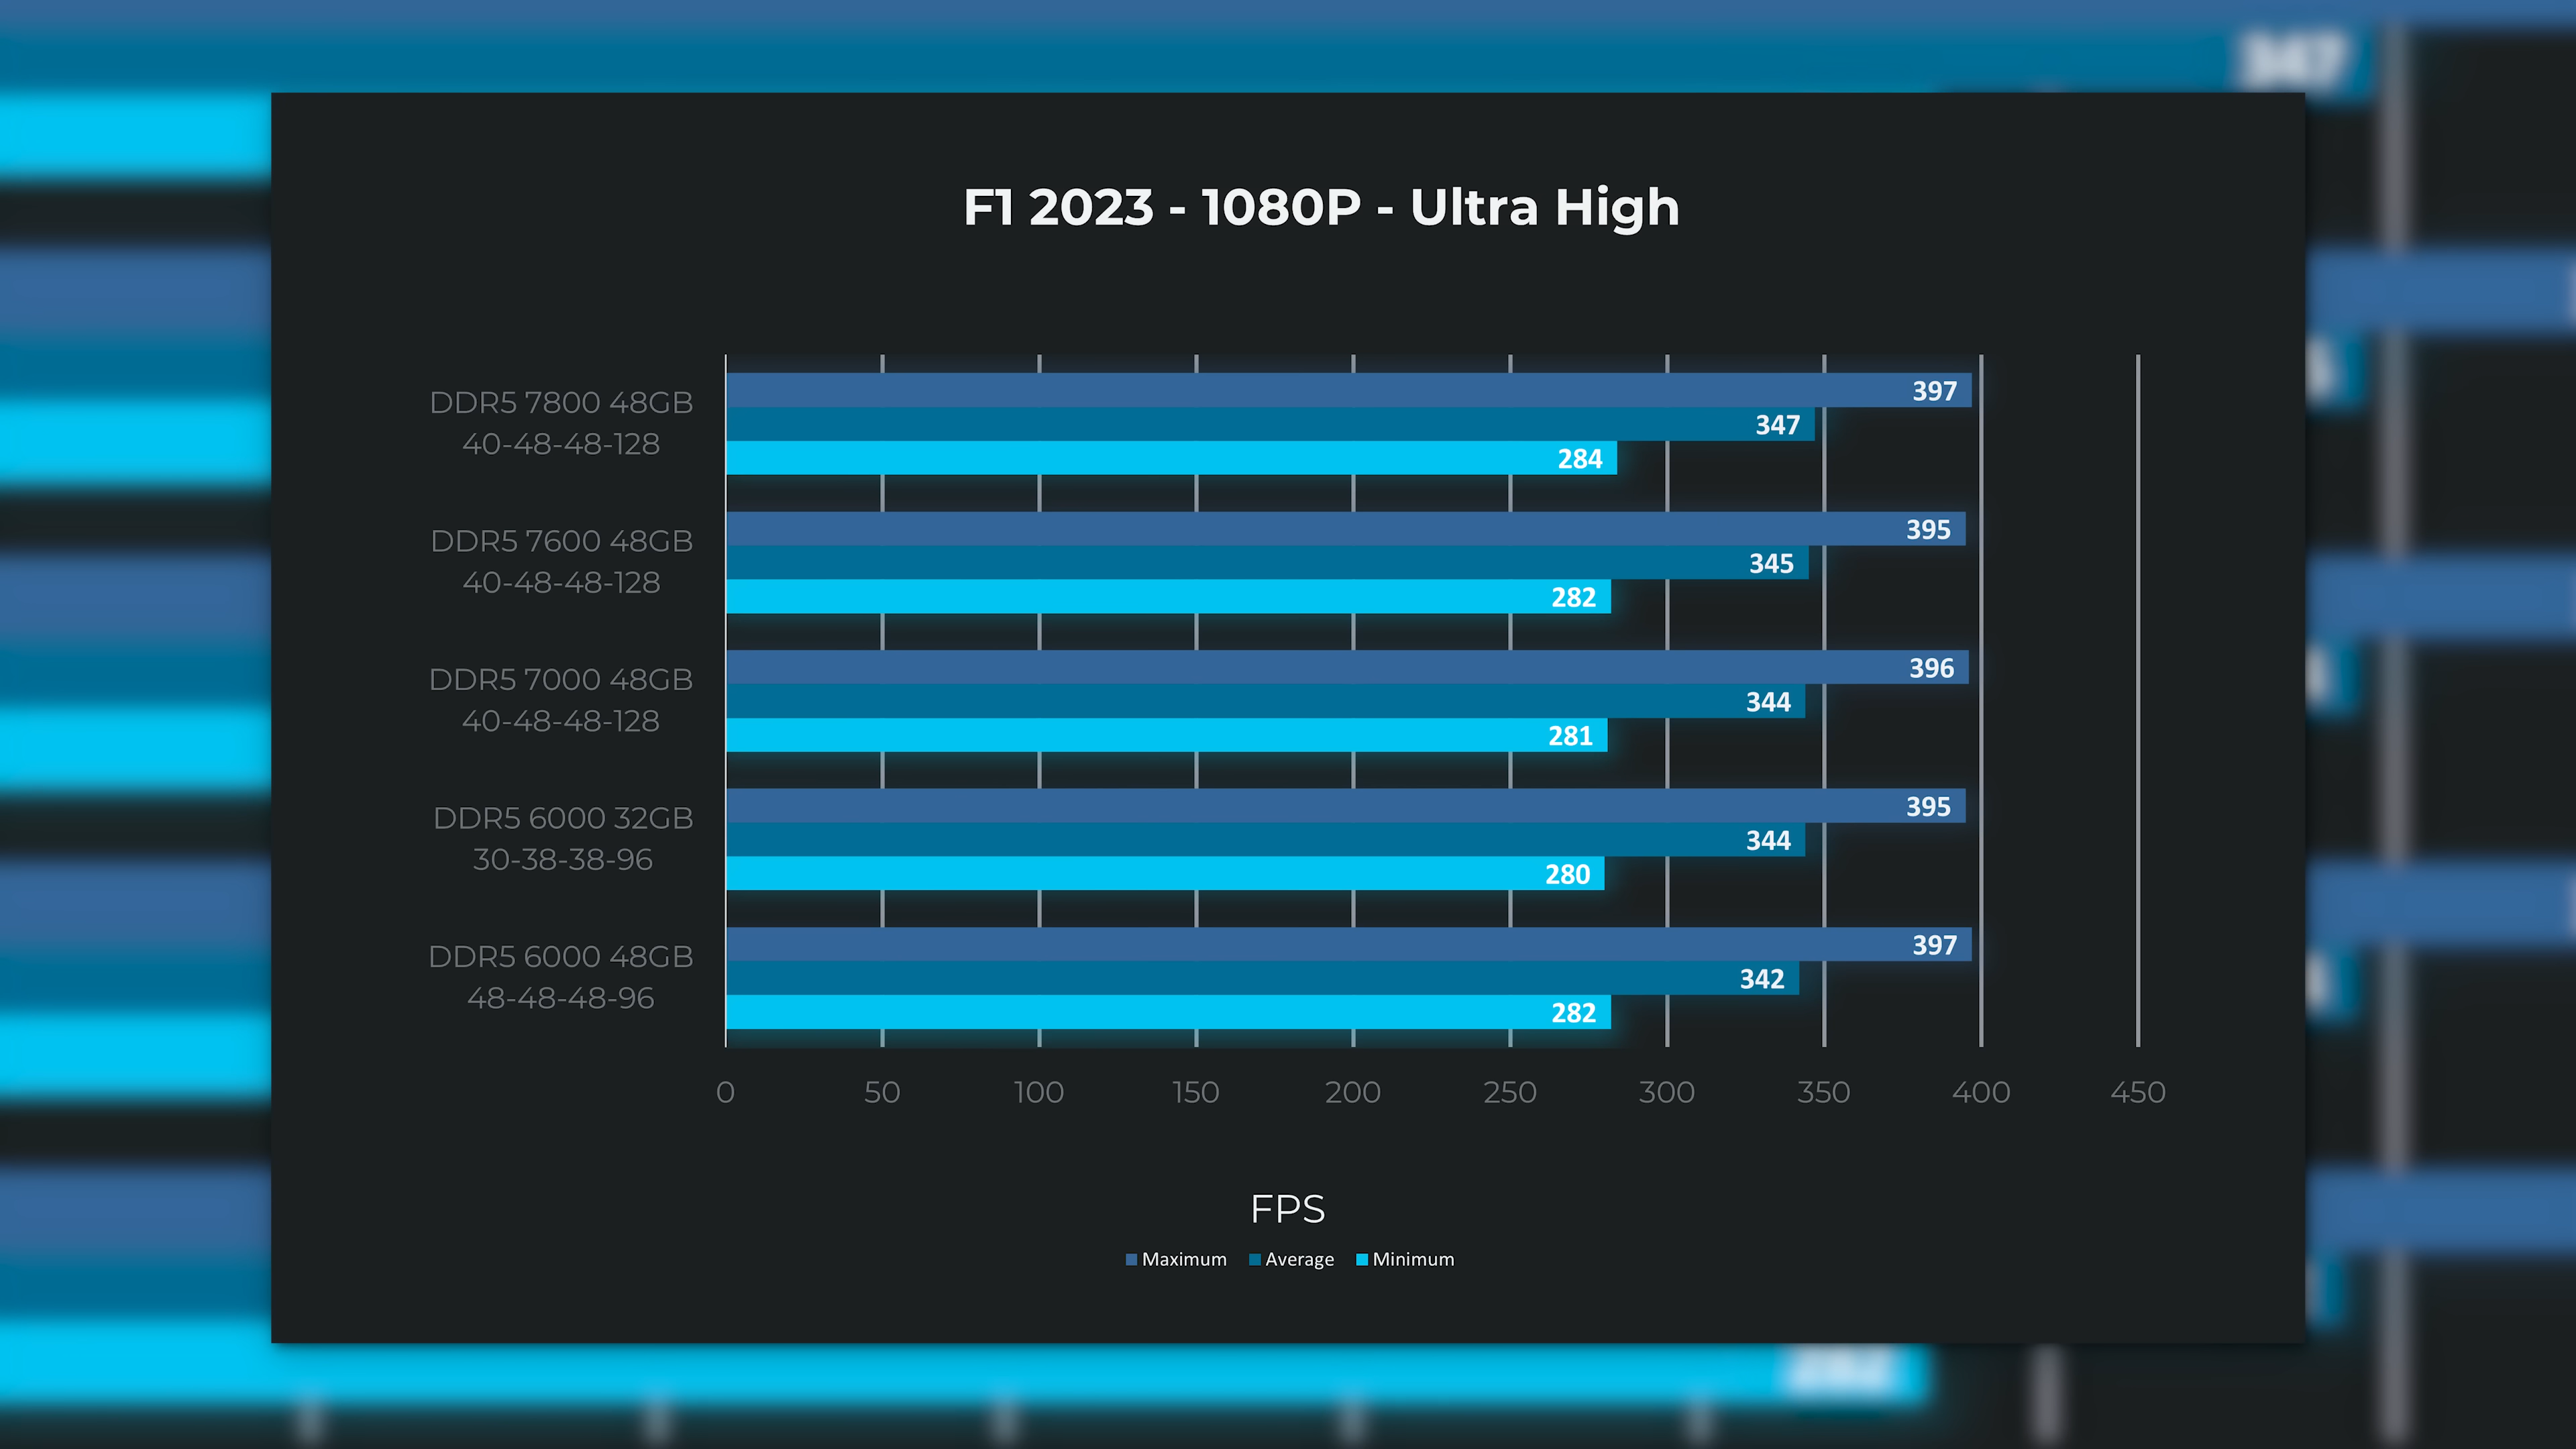 F1 2023 - 1080P - Ultra High
DDR5 7800 48GB
40-48-48-128
397
347
284
DDR5 7600 48GB
40-48-48-128
395
345
282
DDR5 7000 48GB
40-48-48-128
396
344
281
DDR5 6000 32GB
30-38-38-96
395
344
280
DDR5 6000 48GB
48-48-48-96
397
342
282
0 50 100 150 200 250 300 350 400 450
FPS
Maximum Average Minimum